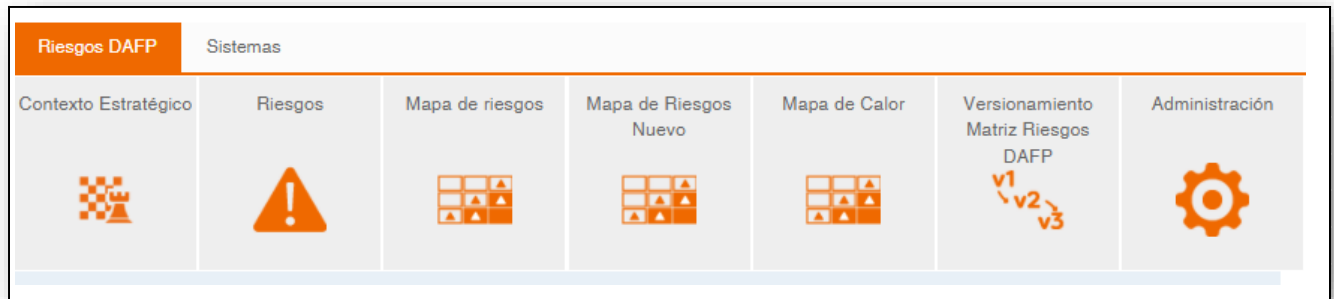 Riesgos DAFP
Sistemas
Contexto Estratégico
Riesgos
Mapa de riesgos
Mapa de Riesgos
Nuevo
Mapa de Calor
Versionamiento
Matriz Riesgos
DAFP
v1
v2
v3
Administración